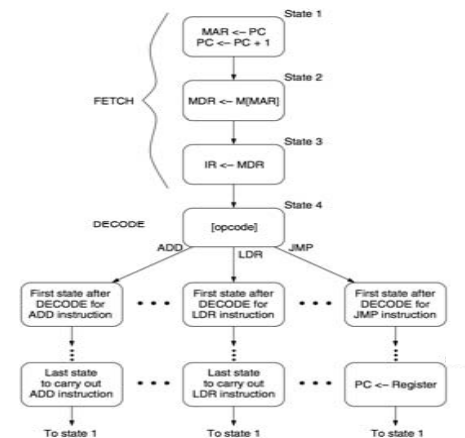 State 1
MAR <– PC
PC <– PC + 1
State 2
FETCH
MDR <– M[MAR]
State 3
IR <– MDR
State 4
DECODE
[opcode]
ADD
LDR
JMP
First state after
DECODE for
ADD instruction
First state after
DECODE for
LDR instruction
First state after
DECODE for
JMP instruction
Last state
to carry out
ADD instruction
Last state
to carry out
LDR instruction
PC <– Register
To state 1
To state 1
To state 1